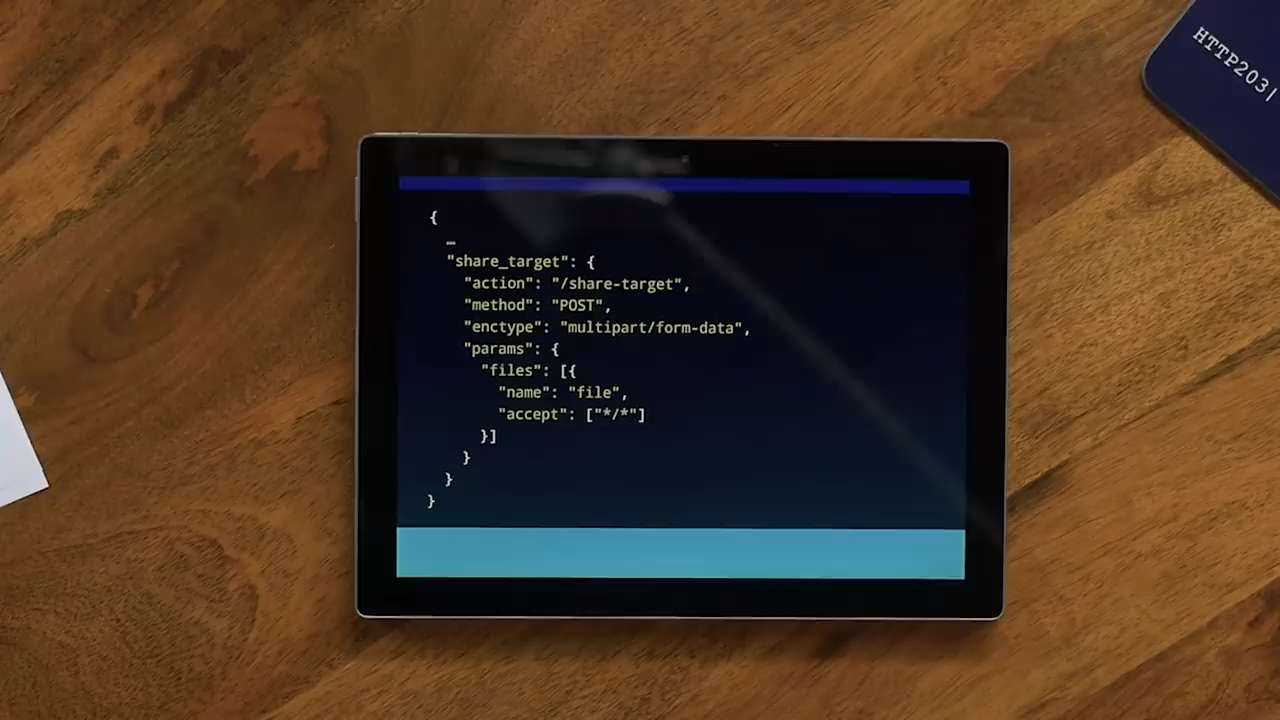 HTTP203|
{
…
"share_target": {
"action": "/share-target",
"method": "POST",
"enctype": "multipart/form-data",
"params": {
"files": [{
"name": "file",
"accept": ["*/*"]
}]
}
}
}